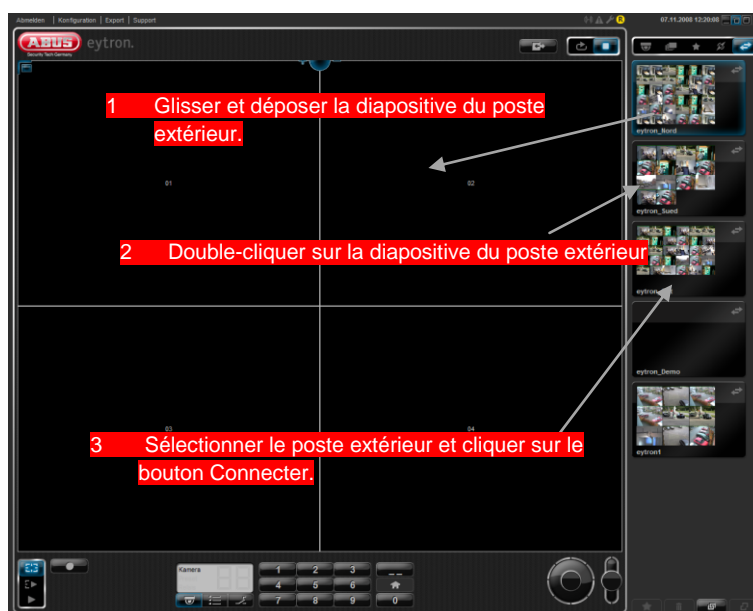 Abmelden | Konfiguration | Export | Support
07.11.2008 12:20:08
ABUS
Security Tech Germany
eytron.
1 Glisser et déposer la diapositive du poste
extérieur.
eytron_Nord
01
02
eytron_Sued
2 Double-cliquer sur la diapositive du poste extérieur
eytron_Demo
03
04
3 Sélectionner le poste extérieur et cliquer sur le
bouton Connecter.
eytron1
Kamera
1 2 3
4 5 6
7 8 9 0